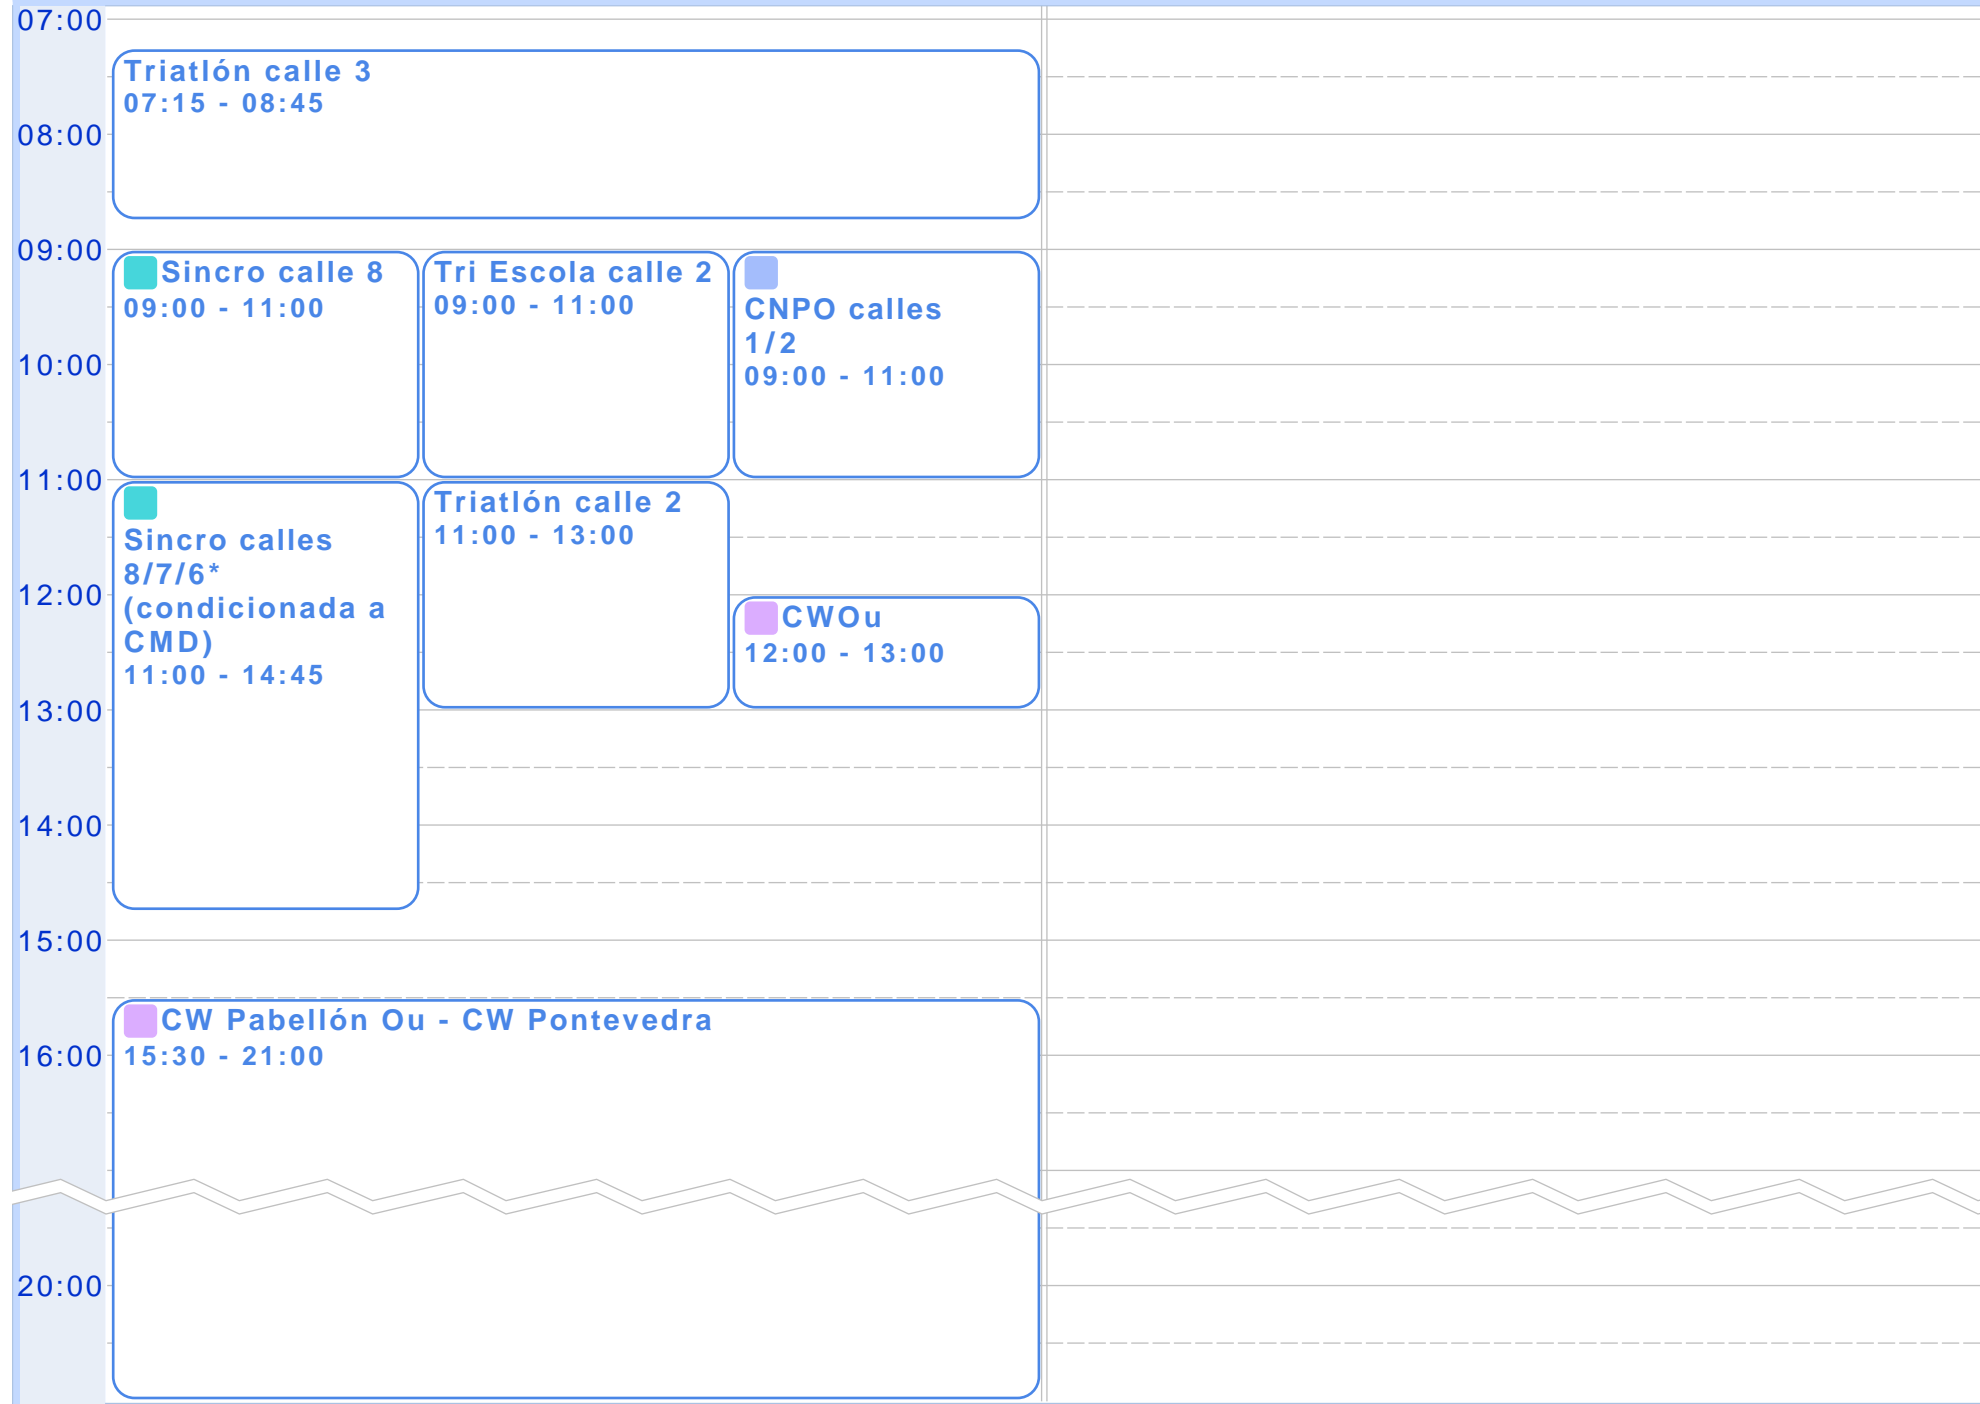 07:00
Triatlón calle 3
07:15 - 08:45
08:00
09:00
Sincro calle 8
09:00 - 11:00
Tri Escola calle 2
09:00 - 11:00
CNPO calles
1/2
09:00 - 11:00
10:00
11:00
Sincro calles
8/7/6*
(condicionada a
CMD)
11:00 - 14:45
Triatlón calle 2
11:00 - 13:00
12:00
CWOu
12:00 - 13:00
13:00
14:00
15:00
CW Pabellón Ou - CW Pontevedra
15:30 - 21:00
16:00
20:00